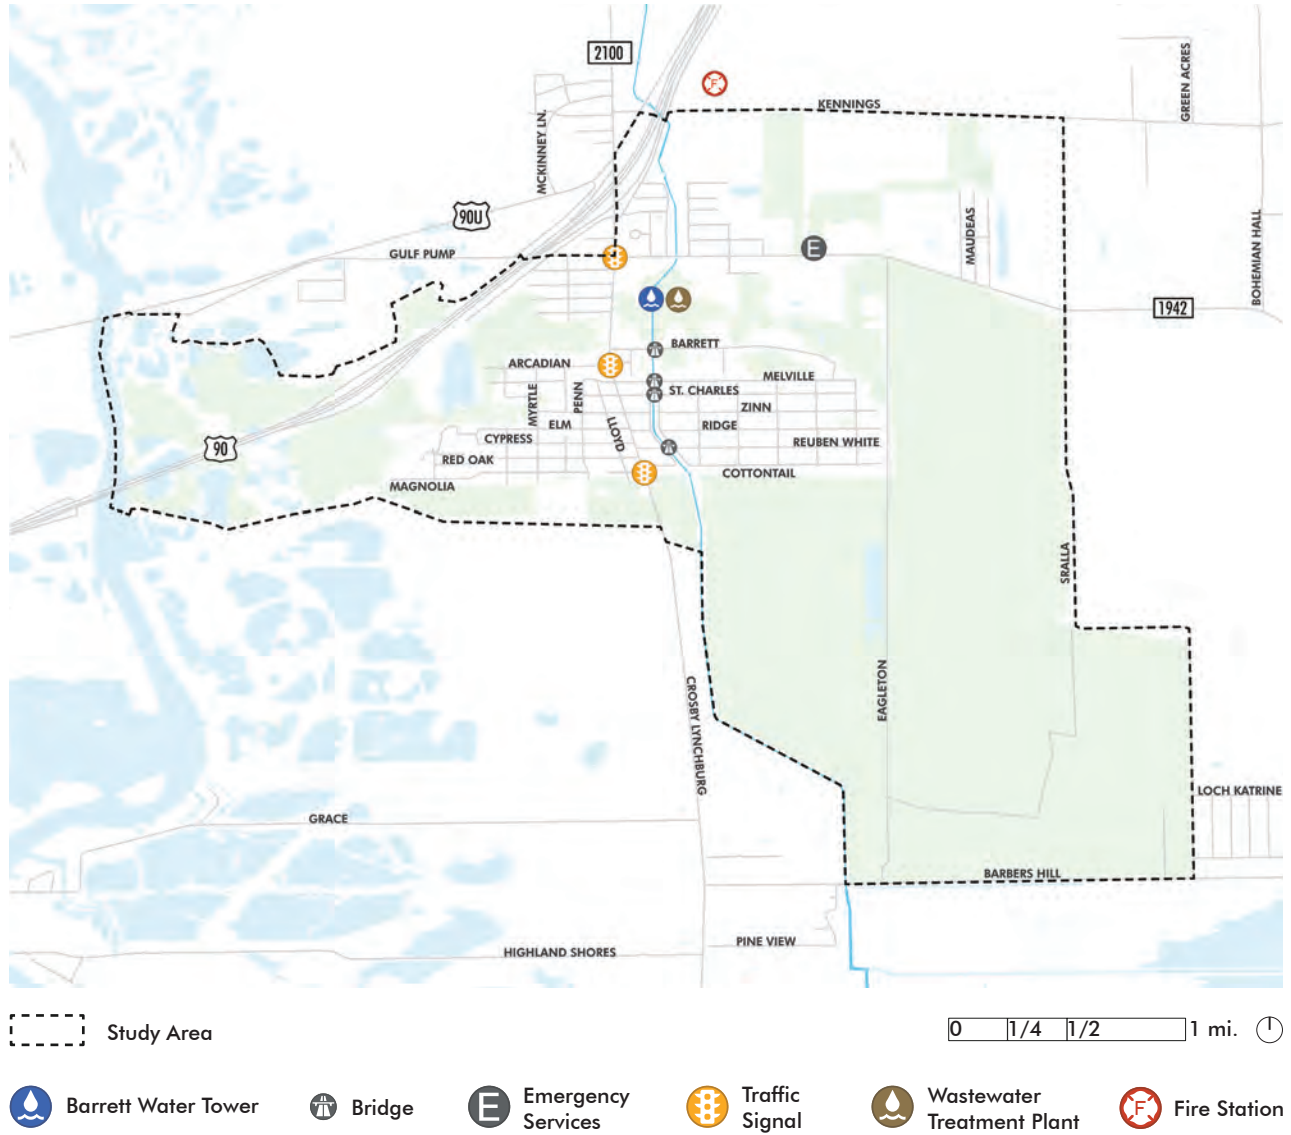 2100
F
KENNINGS
GREEN ACRES
MCKINNEY LN.
90U
GULF PUMP
E
MAUDEAS
BOHEMIAN HALL
1942
BARRETT
ARCADIAN
MELVILLE
ST. CHARLES
MYRTLE
PENN
ZINN
ELM
LLOYD
RIDGE
CYPRESS
REUBEN WHITE
90
RED OAK
COTTONTAIL
MAGNOLIA
SRALLA
EAGLETON
CROSBY LYNCHBURG
LOCH KATRINE
GRACE
BARBERS HILL
PINE VIEW
HIGHLAND SHORES
Study Area
0 1/4 1/2 1 mi.
Barrett Water Tower
Bridge
E
Emergency
Services
Traffic
Signal
Wastewater
Treatment Plant
F
Fire Station